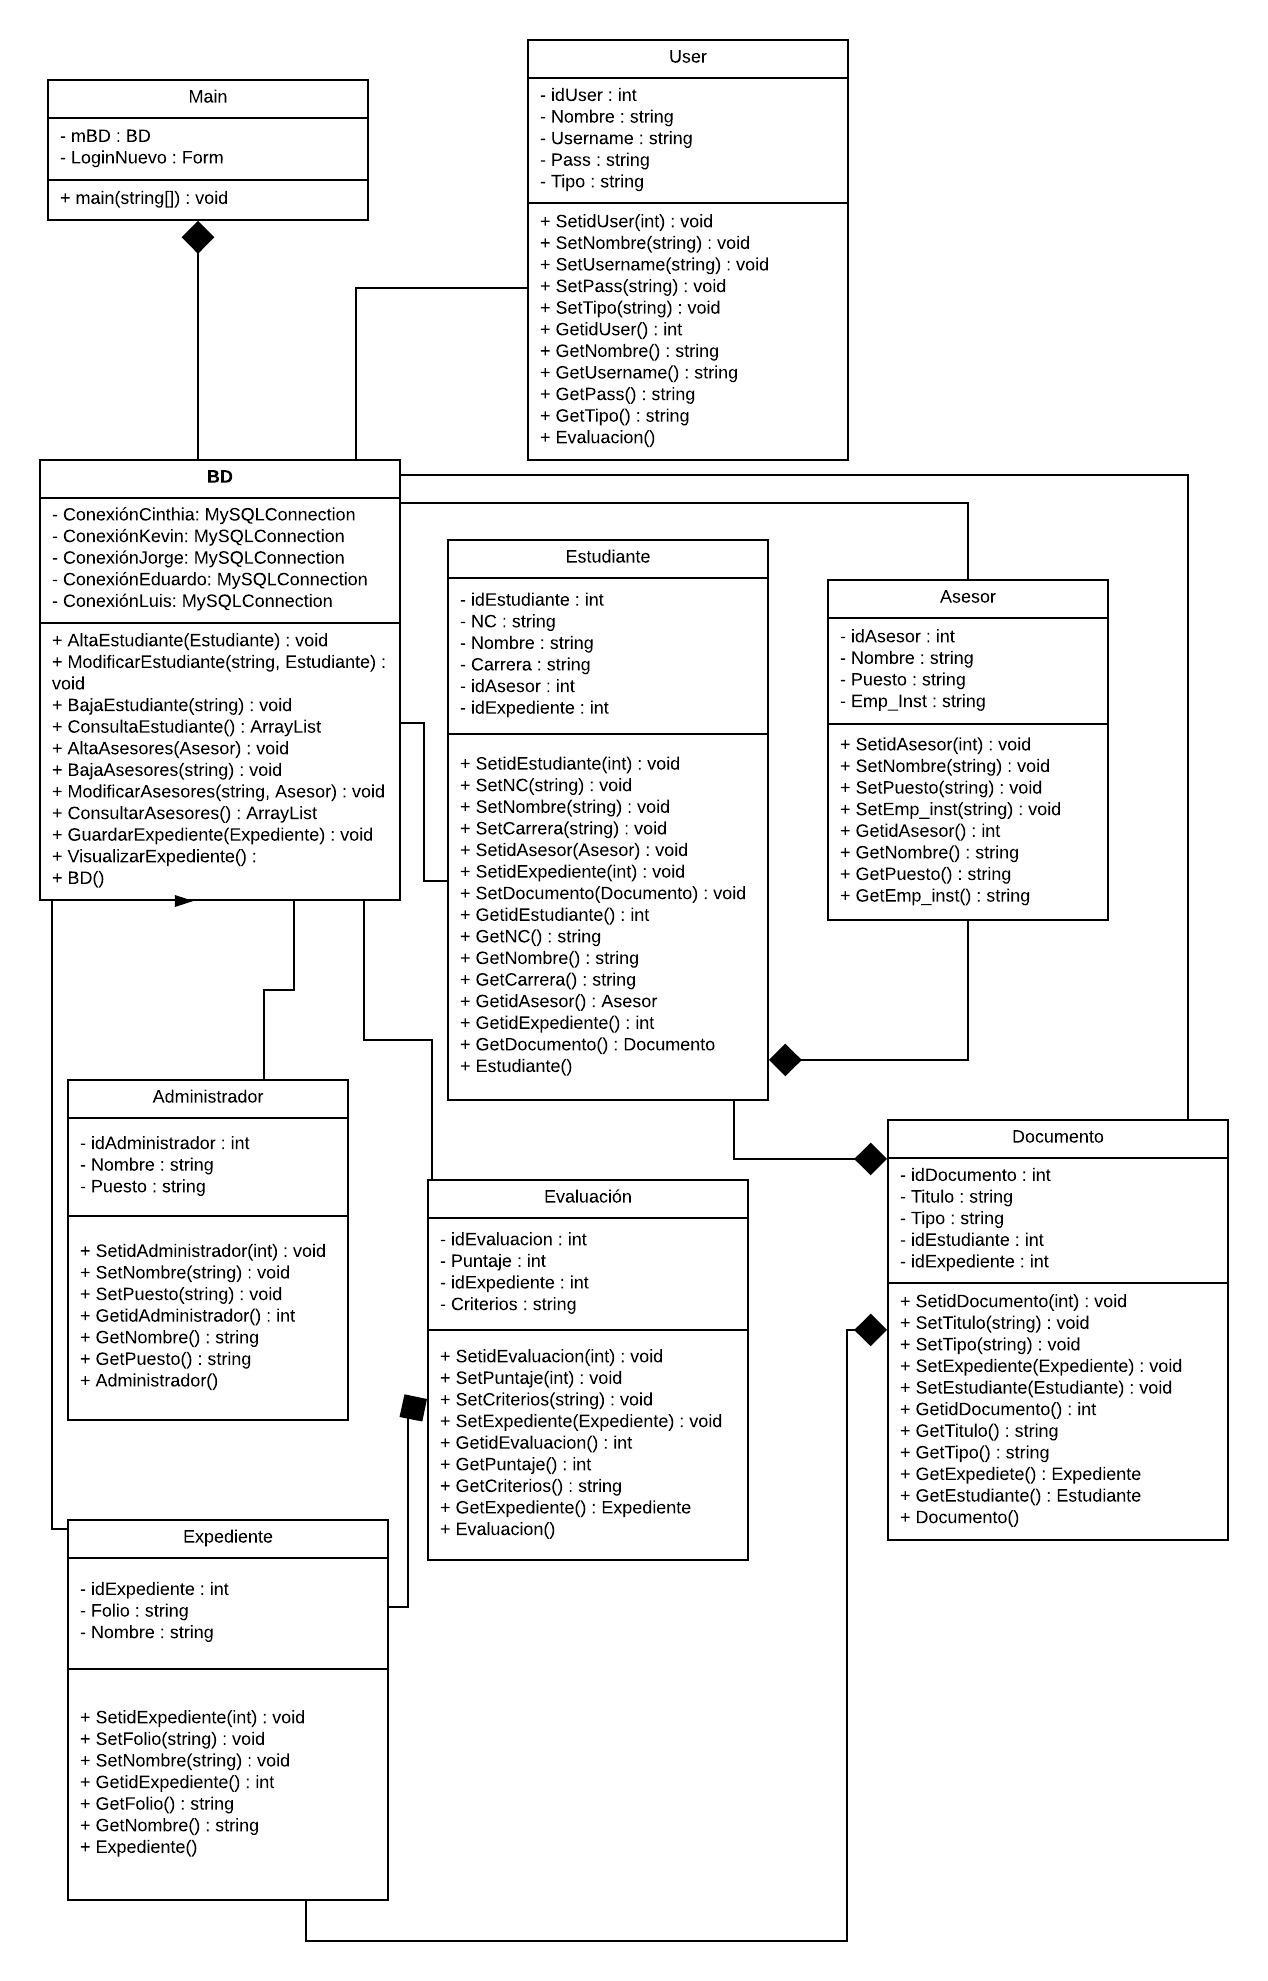 Main
- mBD : BD
- LoginNuevo : Form
+ main(string[]) : void
User
- idUser : int
- Nombre : string
- Username : string
- Pass : string
- Tipo : string
+ SetidUser(int) : void
+ SetNombre(string) : void
+ SetUsername(string) : void
+ SetPass(string) : void
+ SetTipo(string) : void
+ GetidUser() : int
+ GetNombre() : string
+ GetUsername() : string
+ GetPass() : string
+ GetTipo() : string
+ Evaluacion()
BD
- ConexiónCinthia: MySQLConnection
- ConexiónKevin: MySQLConnection
- ConexiónJorge: MySQLConnection
- ConexiónEduardo: MySQLConnection
- ConexiónLuis: MySQLConnection
+ AltaEstudiante(Estudiante) : void
+ ModificarEstudiante(string, Estudiante) :
void
+ BajaEstudiante(string) : void
+ ConsultaEstudiante() : ArrayList
+ AltaAsesores(Asesor) : void
+ BajaAsesores(string) : void
+ ModificarAsesores(string, Asesor) : void
+ ConsultarAsesores() : ArrayList
+ GuardarExpediente(Expediente) : void
+ VisualizarExpediente() :
+ BD()
Estudiante
- idEstudiante : int
- NC : string
- Nombre : string
- Carrera : string
- idAsesor : int
- idExpediente : int
+ SetidEstudiante(int) : void
+ SetNC(string) : void
+ SetNombre(string) : void
+ SetCarrera(string) : void
+ SetidAsesor(Asesor) : void
+ SetidExpediente(int) : void
+ SetDocumento(Documento) : void
+ GetidEstudiante() : int
+ GetNC() : string
+ GetNombre() : string
+ GetCarrera() : string
+ GetidAsesor() : Asesor
+ GetidExpediente() : int
+ GetDocumento() : Documento
+ Estudiante()
Asesor
- idAsesor : int
- Nombre : string
- Puesto : string
- Emp_Inst : string
+ SetidAsesor(int) : void
+ SetNombre(string) : void
+ SetPuesto(string) : void
+ SetEmp_inst(string) : void
+ GetidAsesor() : int
+ GetNombre() : string
+ GetPuesto() : string
+ GetEmp_inst() : string
Administrador
- idAdministrador : int
- Nombre : string
- Puesto : string
+ SetidAdministrador(int) : void
+ SetNombre(string) : void
+ SetPuesto(string) : void
+ GetidAdministrador() : int
+ GetNombre() : string
+ GetPuesto() : string
+ Administrador()
Evaluación
- idEvaluacion : int
- Puntaje : int
- idExpediente : int
- Criterios : string
+ SetidEvaluacion(int) : void
+ SetPuntaje(int) : void
+ SetCriterios(string) : void
+ SetExpediente(Expediente) : void
+ GetidEvaluacion() : int
+ GetPuntaje() : int
+ GetCriterios() : string
+ GetExpediente() : Expediente
+ Evaluacion()
Documento
- idDocumento : int
- Titulo : string
- Tipo : string
- idEstudiante : int
- idExpediente : int
+ SetidDocumento(int) : void
+ SetTitulo(string) : void
+ SetTipo(string) : void
+ SetExpediente(Expediente) : void
+ SetEstudiante(Estudiante) : void
+ GetidDocumento() : int
+ GetTitulo() : string
+ GetTipo() : string
+ GetExpediete() : Expediente
+ GetEstudiante() : Estudiante
+ Documento()
Expediente
- idExpediente : int
- Folio : string
- Nombre : string
+ SetidExpediente(int) : void
+ SetFolio(string) : void
+ SetNombre(string) : void
+ GetidExpediente() : int
+ GetFolio() : string
+ GetNombre() : string
+ Expediente()